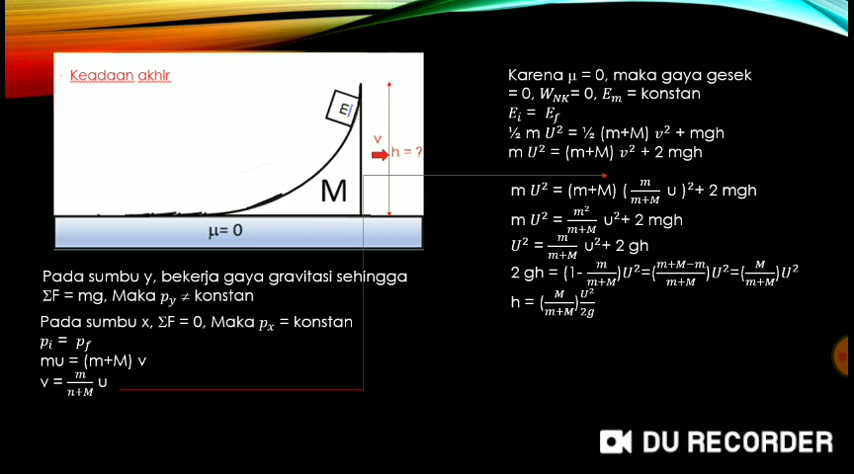 Keadaan akhir
m
v
h = ?
M
μ= 0
Pada sumbu y, bekerja gaya gravitasi sehingga
ΣF = mg, Maka p_y ≠ konstan
Pada sumbu x, ΣF = 0, Maka p_x = konstan
p_i = p_f
mu = (m+M) v
v = m/(n+M) u
Karena μ = 0, maka gaya gesek
= 0, W_NK= 0, E_m = konstan
E_i = E_f
½ m U² = ½ (m+M) v² + mgh
m U² = (m+M) v² + 2 mgh
m U² = (m+M) (m/(m+M) u )²+ 2 mgh
m U² = m²/(m+M) u²+ 2 mgh
U² = m/(m+M) u²+ 2 gh
2 gh = (1- m/(m+M))U²=((m+M−m)/(m+M))U²=(M/(m+M))U²
h = (M/(m+M)) U²/2g
DU RECORDER